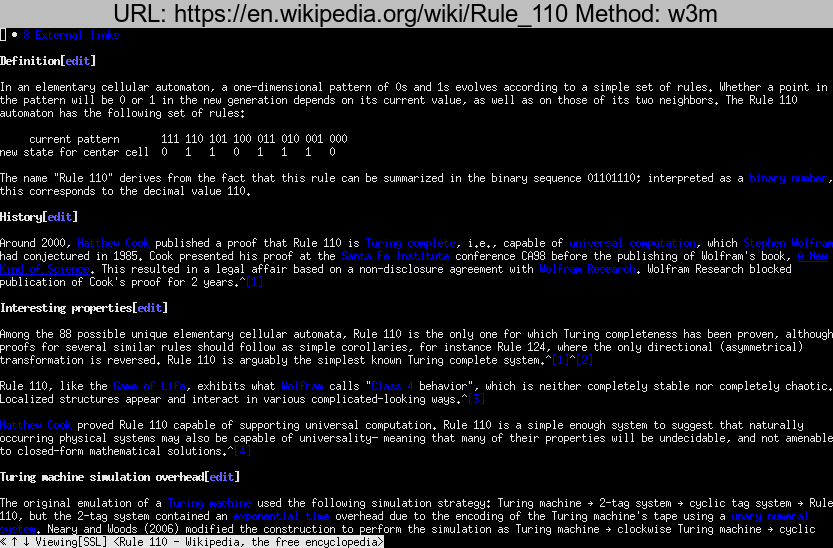 URL: https://en.wikipedia.org/wiki/Rule_110 Method: w3m
• 8 External links
Definition[edit]
In an elementary cellular automaton, a one-dimensional pattern of 0s and 1s evolves according to a simple set of rules. Whether a point in
the pattern will be 0 or 1 in the new generation depends on its current value, as well as on those of its two neighbors. The Rule 110
automaton has the following set of rules:
current pattern 111 110 101 100 011 010 001 000
new state for center cell 0 1 1 0 1 1 1 0
The name "Rule 110" derives from the fact that this rule can be summarized in the binary sequence 01101110; interpreted as a binary number,
this corresponds to the decimal value 110.
History[edit]
Around 2000, Matthew Cook published a proof that Rule 110 is Turing complete, i.e., capable of universal computation, which Stephen Wolfram
had conjectured in 1985. Cook presented his proof at the Santa Fe Institute conference CA98 before the publishing of Wolfram's book, A New
Kind of Science. This resulted in a legal affair based on a non-disclosure agreement with Wolfram Research. Wolfram Research blocked
publication of Cook's proof for 2 years.^[1]
Interesting properties[edit]
Among the 88 possible unique elementary cellular automata, Rule 110 is the only one for which Turing completeness has been proven, although
proofs for several similar rules should follow as simple corollaries, for instance Rule 124, where the only directional (asymmetrical)
transformation is reversed. Rule 110 is arguably the simplest known Turing complete system.^[1]^[2]
Rule 110, like the Game of Life, exhibits what Wolfram calls "Class 4 behavior", which is neither completely stable nor completely chaotic.
Localized structures appear and interact in various complicated-looking ways.^[3]
Matthew Cook proved Rule 110 capable of supporting universal computation. Rule 110 is a simple enough system to suggest that naturally
occurring physical systems may also be capable of universality— meaning that many of their properties will be undecidable, and not amenable
to closed-form mathematical solutions.^[4]
Turing machine simulation overhead[edit]
The original emulation of a Turing machine used the following simulation strategy: Turing machine → 2-tag system → cyclic tag system → Rule
110, but the 2-tag system contained an exponential time overhead due to the encoding of the Turing machine's tape using a unary numeral
system. Neary and Woods (2006) modified the construction to perform the simulation as Turing machine → clockwise Turing machine → cyclic
<↑↓ Viewing[SSL] <Rule 110 - Wikipedia, the free encyclopedia>